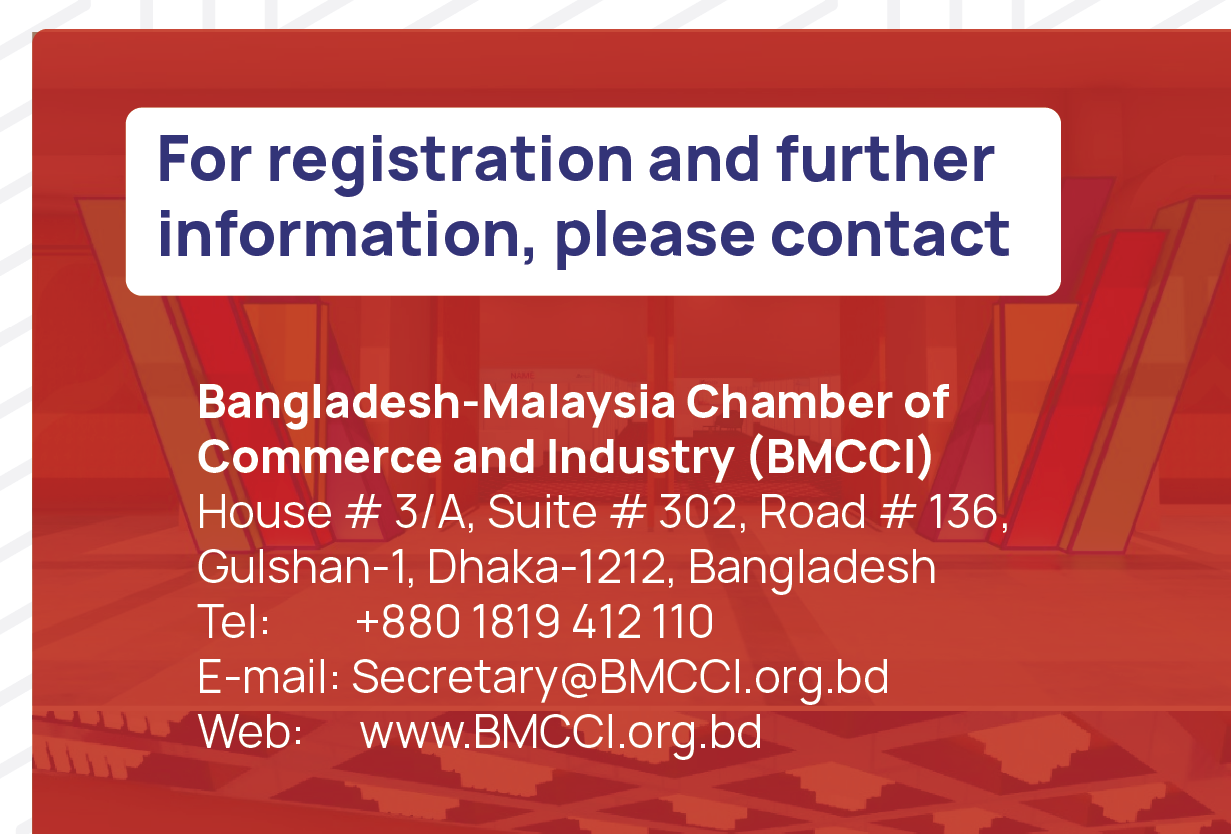 For registration and further
information, please contact
Bangladesh-Malaysia Chamber of
Commerce and Industry (BMCCI)
House # 3/A, Suite # 302, Road # 136,
Gulshan-1, Dhaka-1212, Bangladesh
Tel: +880 1819 412 110
E-mail: Secretary@BMCCI.org.bd
Web: www.BMCCI.org.bd